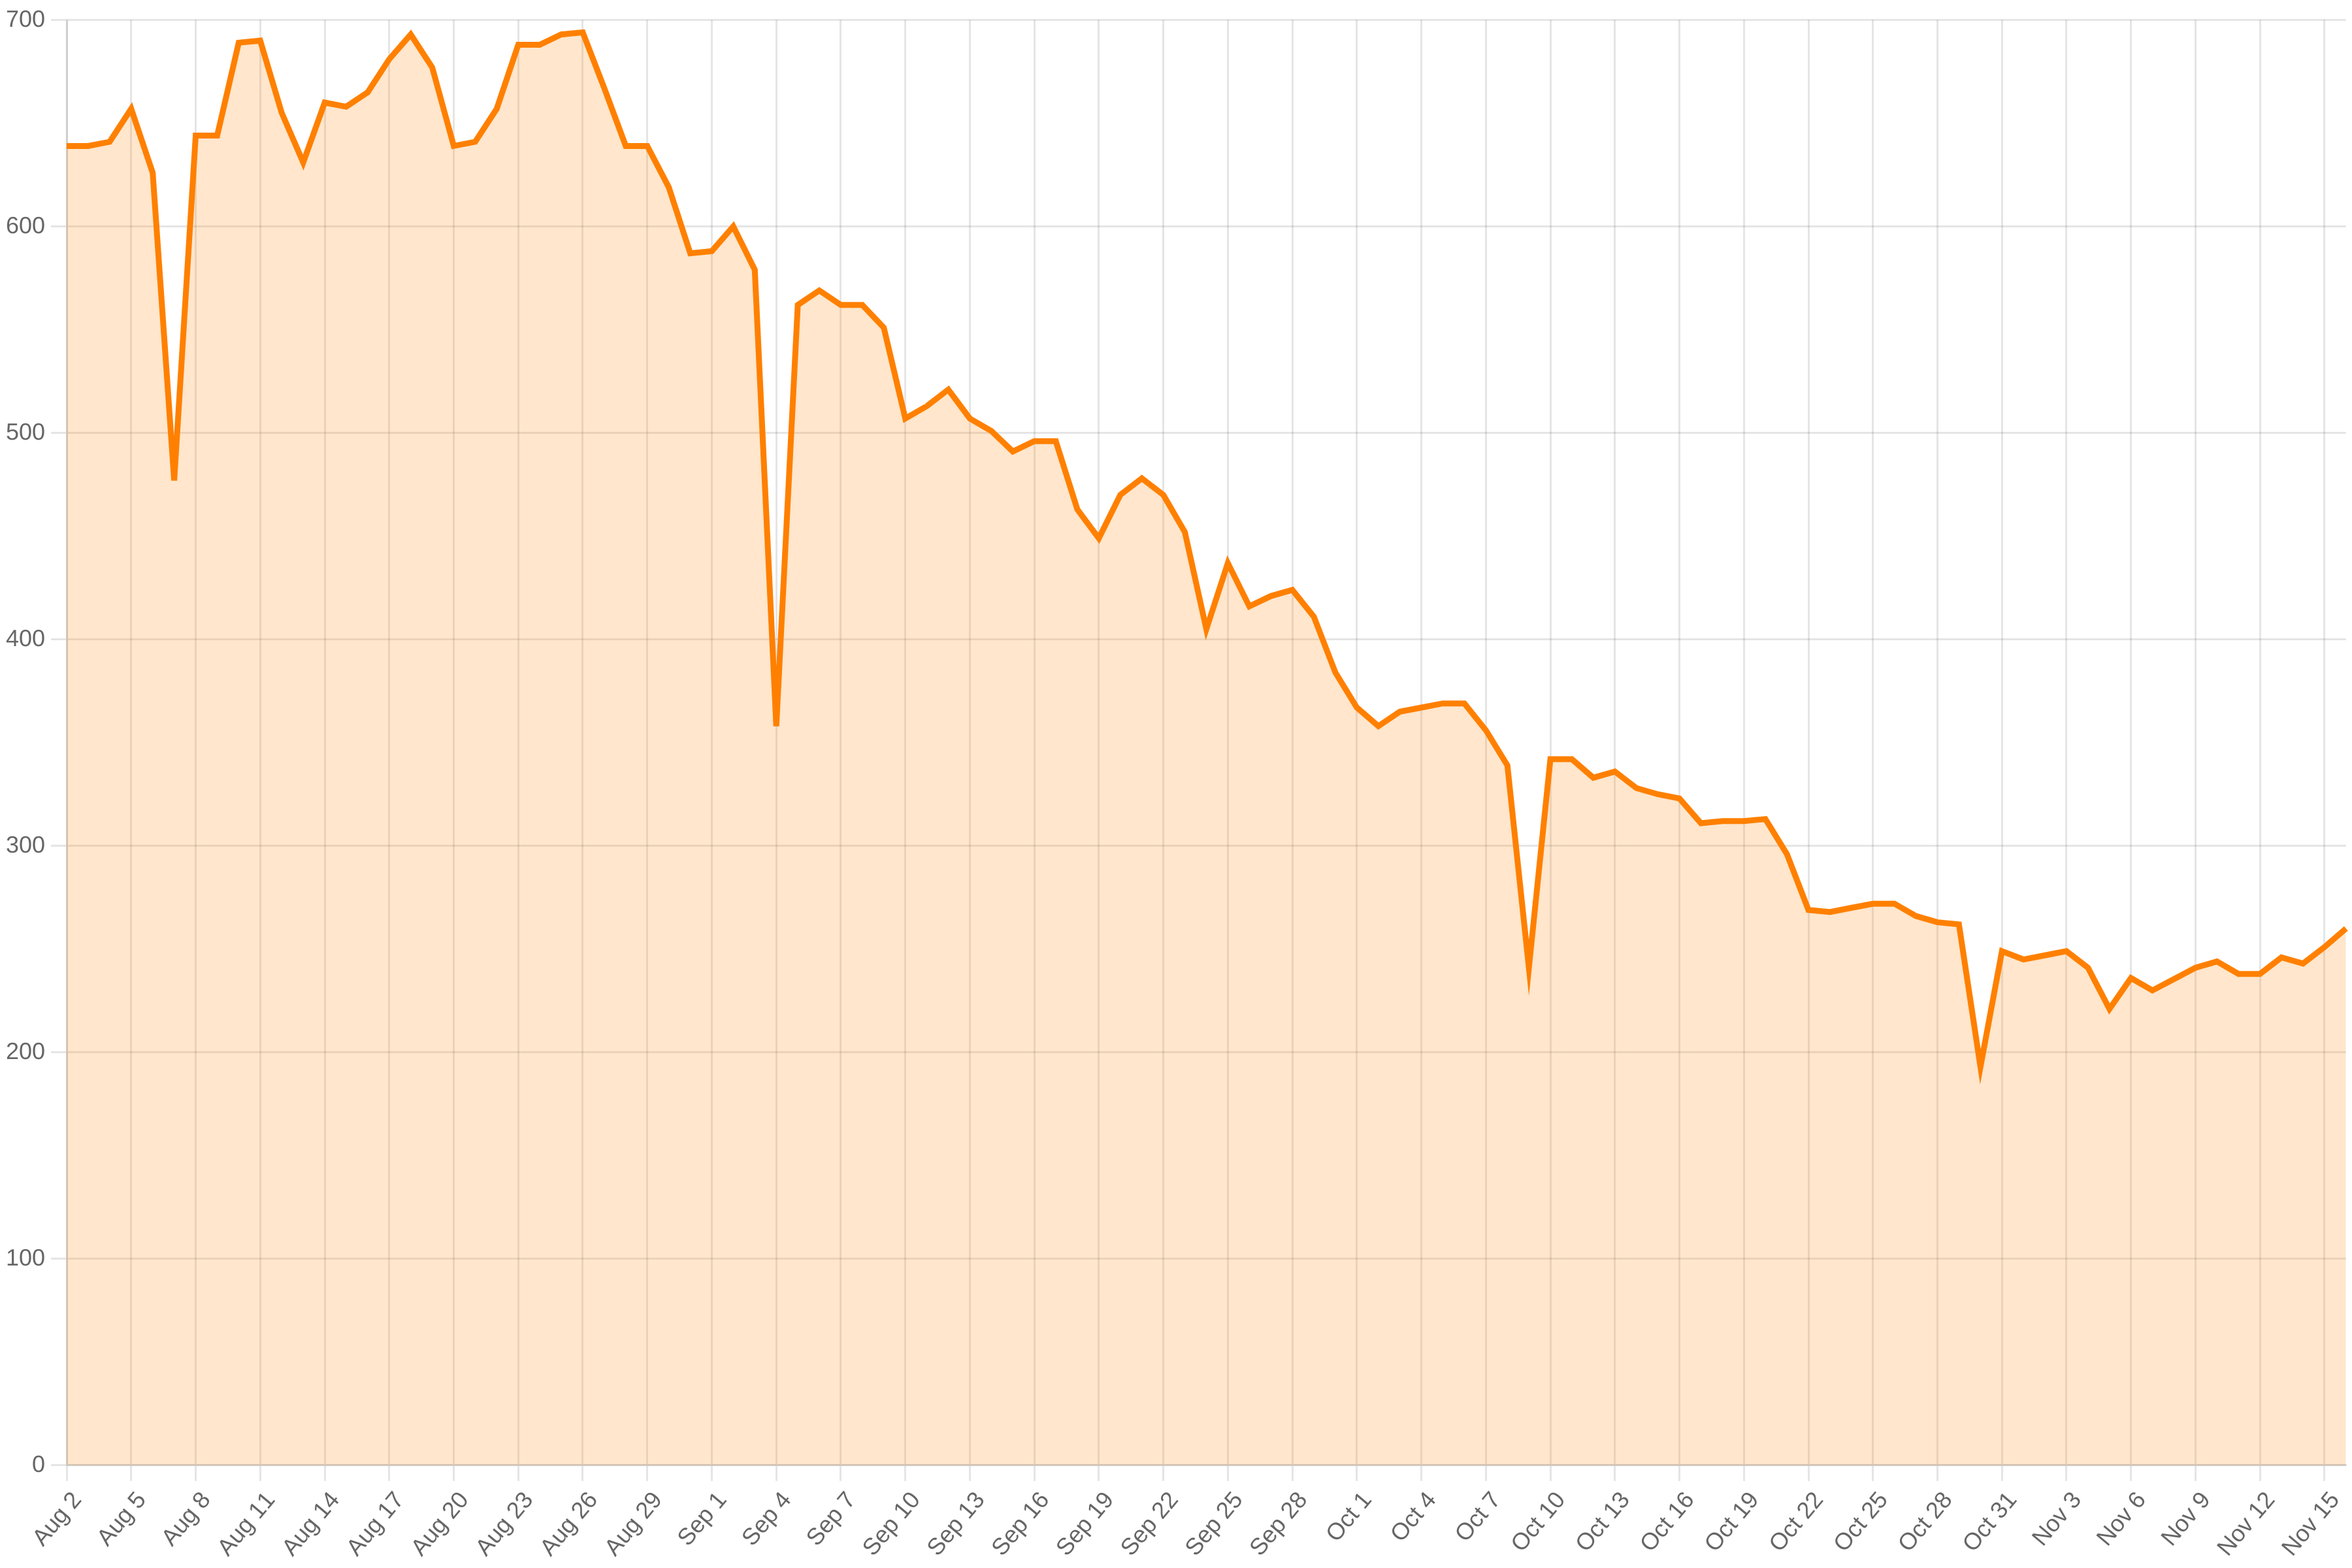 700
600
500
400
300
200
100
0
Aug 2
Aug 5
Aug 8
Aug 11
Aug 14
Aug 17
Aug 20
Aug 23
Aug 26
Aug 29
Sep 1
Sep 4
Sep 7
Sep 10
Sep 13
Sep 16
Sep 19
Sep 22
Sep 25
Sep 28
Oct 1
Oct 4
Oct 7
Oct 10
Oct 13
Oct 16
Oct 19
Oct 22
Oct 25
Oct 28
Oct 31
Nov 3
Nov 6
Nov 9
Nov 12
Nov 15